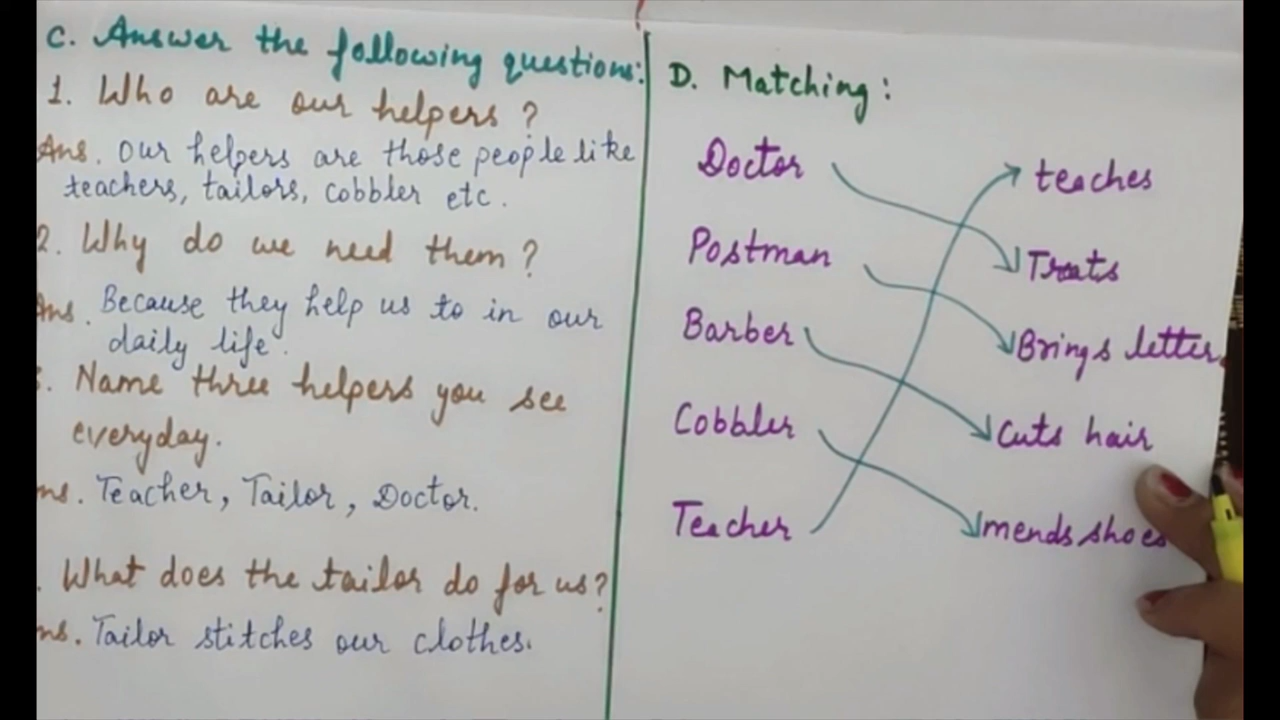 C. Answer the following questions:
1. Who are our helpers ?
Ans. Our helpers are those people like
teachers, tailors, cobbler etc.
2. Why do we need them ?
Ans. Because they help us to in our
daily life.
. Name three helpers you see
everyday.
ns. Teacher, Tailor, Doctor.
. What does the tailor do for us?
ns. Tailor stitches our clothes.
D. Matching:
Doctor
Postman
Barber
Cobbler
Teacher
teaches
Treats
Brings letter
Cuts hair
mends shoes